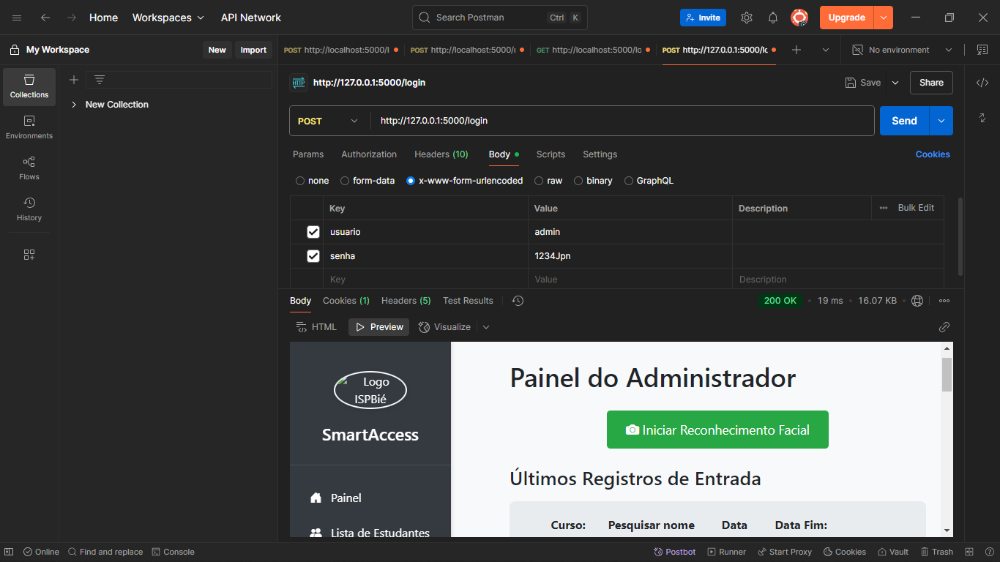 Home Workspaces API Network Search Postman Ctrl K Invite Upgrade
My Workspace New Import POST http://localhost:5000/l POST http://localhost:5000/ GET http://localhost:5000/lo POST http://127.0.0.1:5000/lo No environment
HTTP http://127.0.0.1:5000/login Save Share
Collections
New Collection
Environments
Flows
History
POST http://127.0.0.1:5000/login Send
Params Authorization Headers (10) Body Scripts Settings Cookies
none form-data x-www-form-urlencoded raw binary GraphQL
Key Value Description Bulk Edit
usuario admin
senha 1234Jpn
Key Value Description
Body Cookies (1) Headers (5) Test Results 200 OK 19 ms 16.07 KB
HTML Preview Visualize
Logo
ISPBié
SmartAccess
Painel
Lista de Estudantes
Painel do Administrador
Iniciar Reconhecimento Facial
Últimos Registros de Entrada
Curso: Pesquisar nome Data Data Fim:
Online Find and replace Console Postbot Runner Start Proxy Cookies Vault Trash